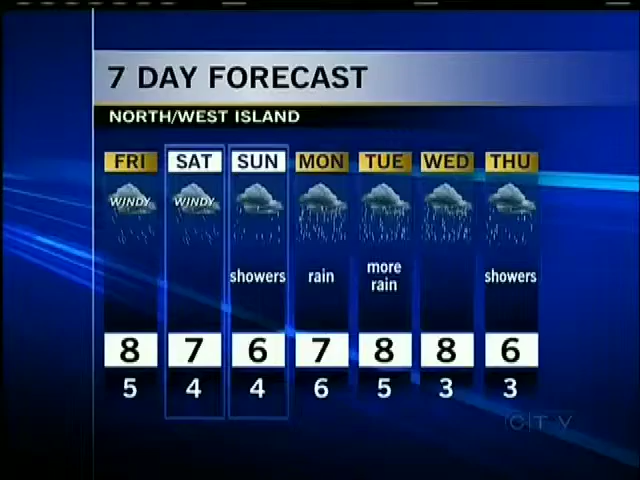 7 DAY FORECAST
NORTH/WEST ISLAND
FRI SAT SUN MON TUE WED THU
WINDY WINDY
showers rain more rain showers
8 7 6 7 8 8 6
5 4 4 6 5 3 3
CTV